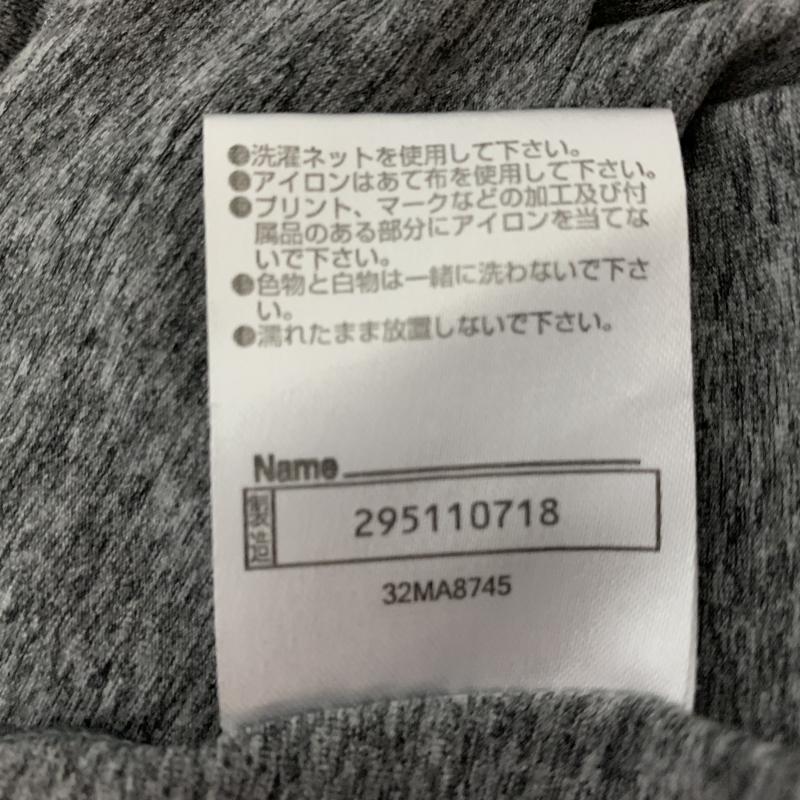 ●洗濯ネットを使用して下さい。
●アイロンはあて布を使用して下さい。
●プリント、マークなどの加工及び付
属品のある部分にアイロンを当てな
いで下さい。
●色物と白物は一緒に洗わないで下さ
い。
●濡れたまま放置しないで下さい。
Name
製造 295110718
32MA8745